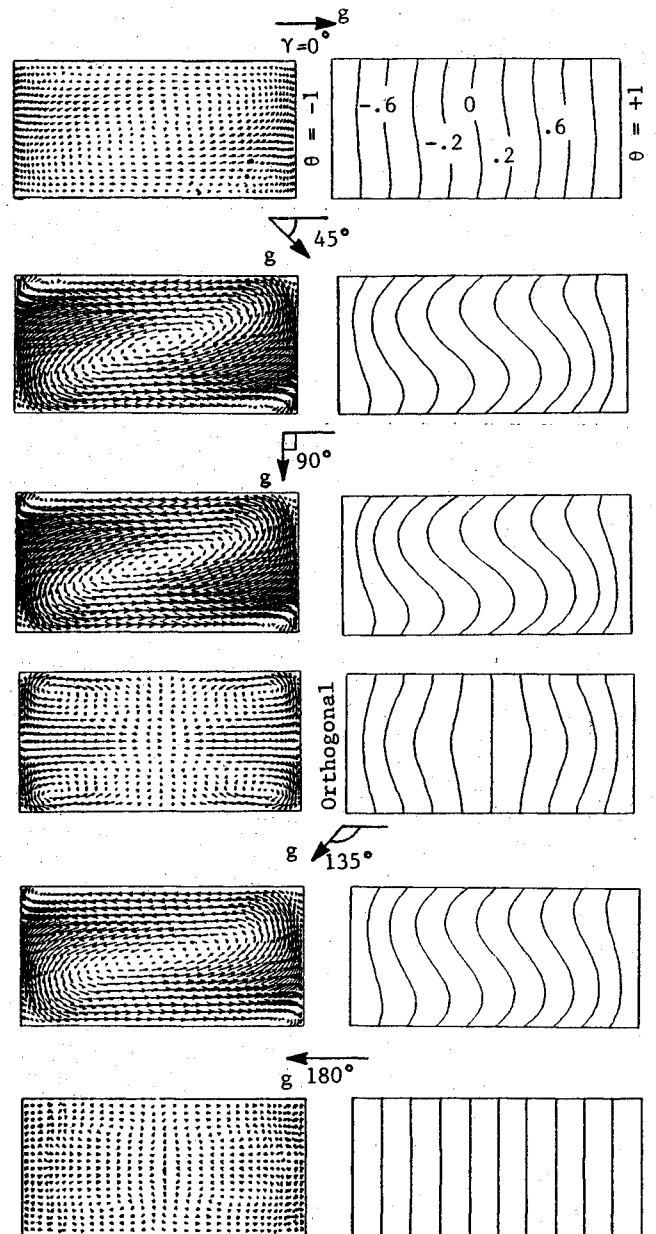 g
γ=0°
θ = -1
-.6
0
-.2
.2
.6
θ = +1
45°
g
90°
g
Orthogonal
g
135°
g 180°